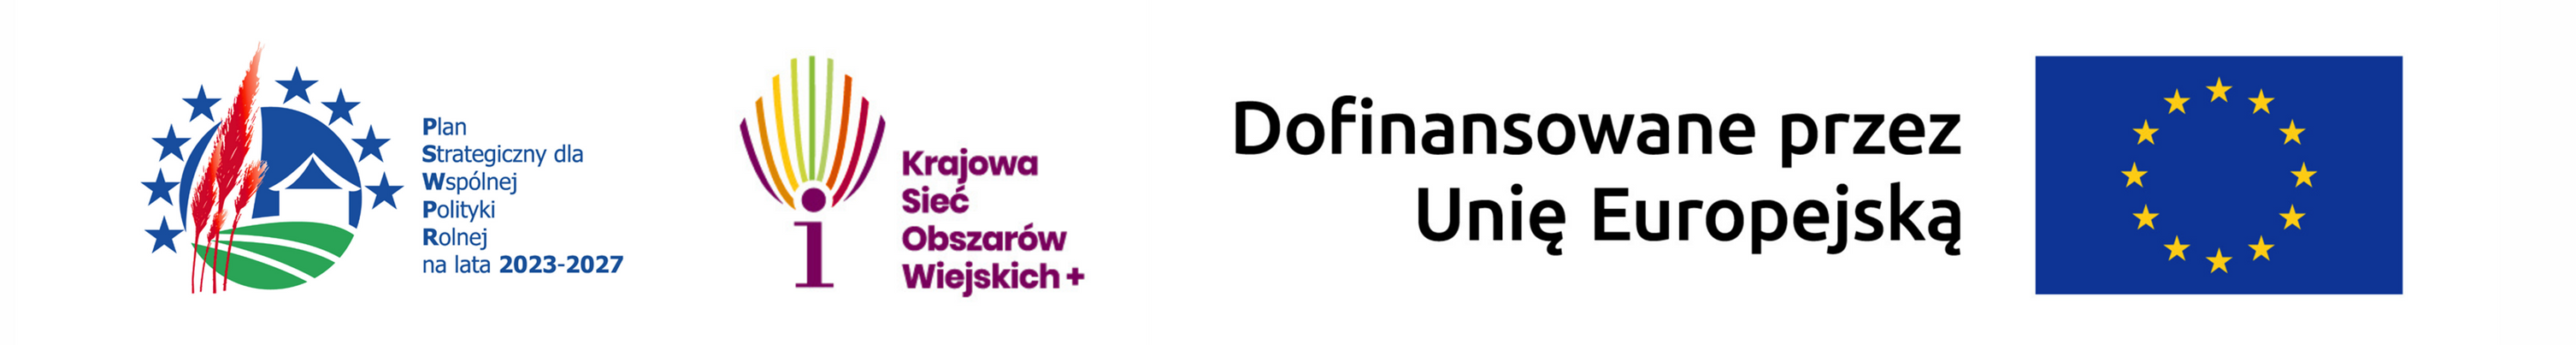 Plan
Strategiczny dla
Wspólnej
Polityki
Rolnej
na lata 2023-2027
Krajowa
Sieć
Obszarów
Wiejskich +
Dofinansowane przez
Unię Europejską